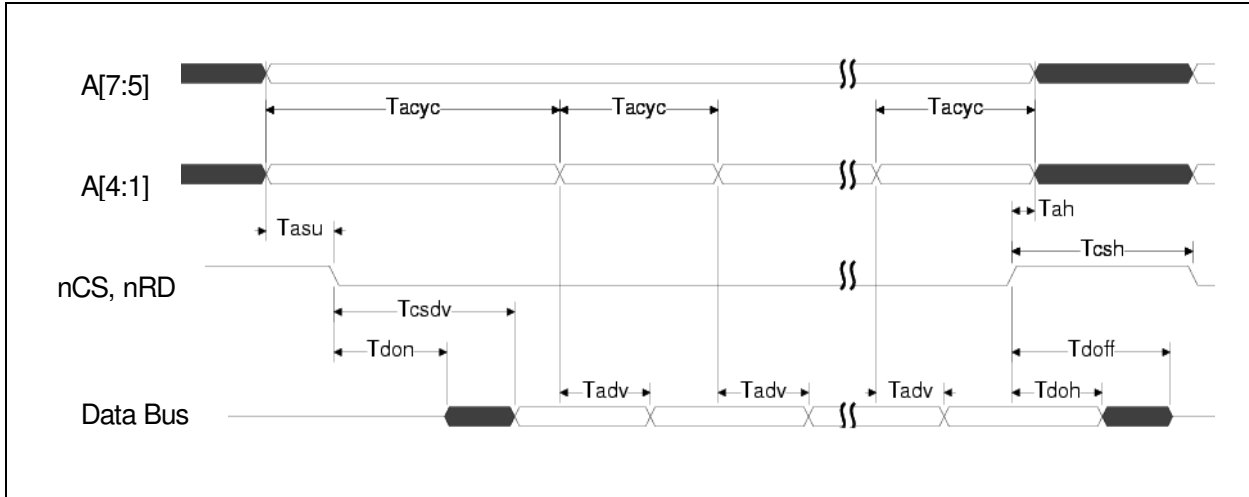 A[7:5]
Tacyc Tacyc Tacyc
A[4:1]
Tah
Tasu
Tcsh
nCS, nRD
Tcsdv
Tdon Tdoff
Tadv Tadv Tadv Tdoh
Data Bus